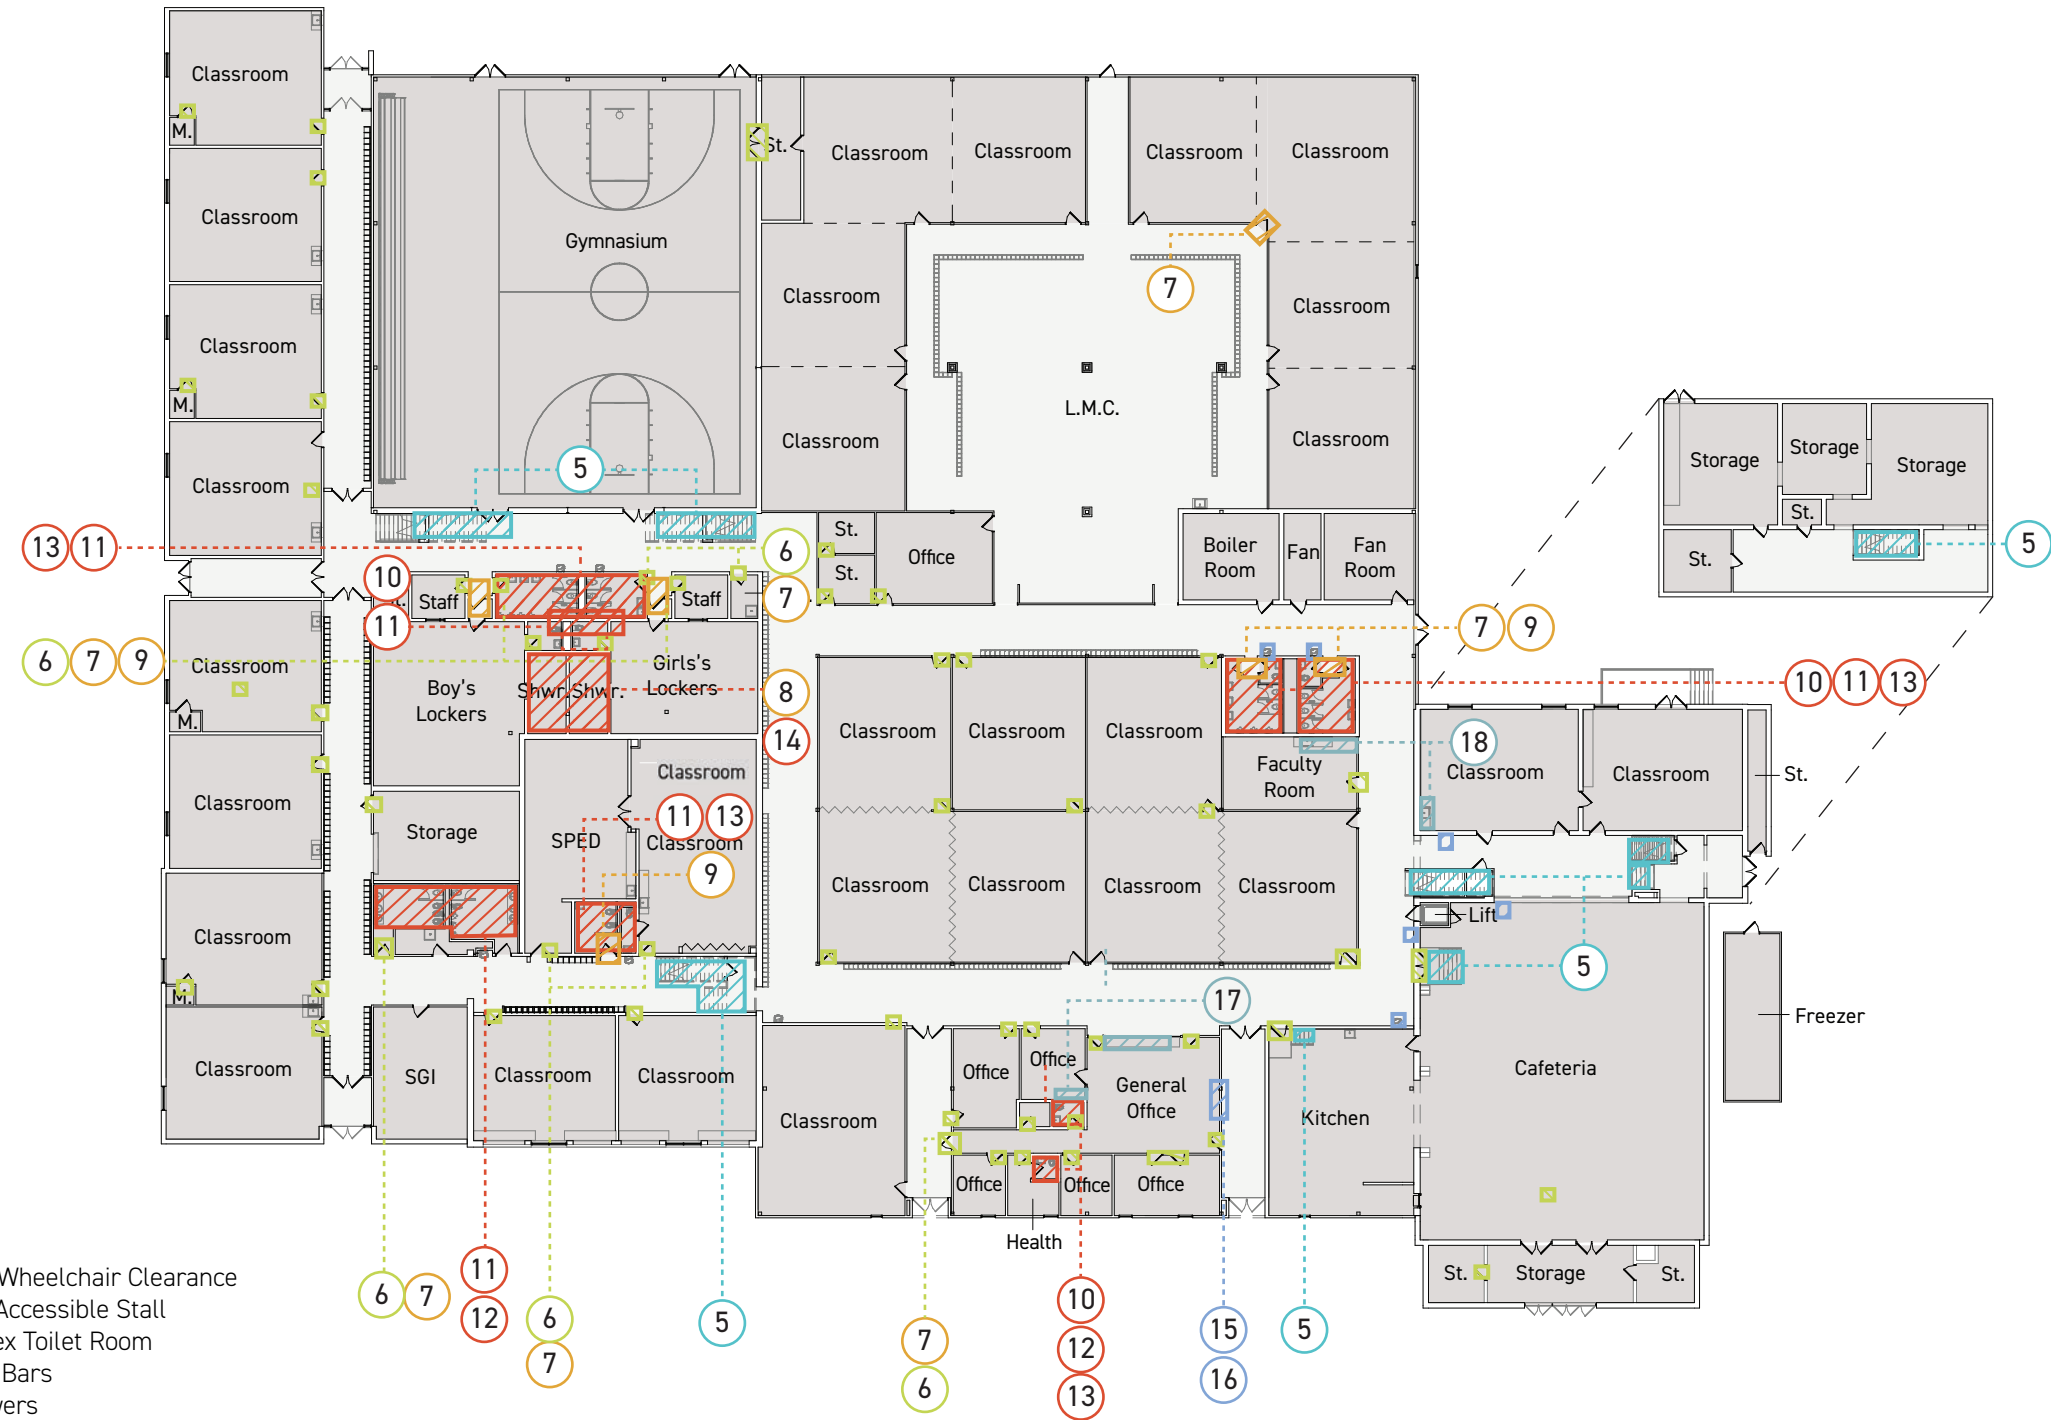 Classroom
M.
Classroom
Classroom
M.
Classroom
Classroom
M.
Classroom
Classroom
M.
Classroom
Gymnasium
St.
Classroom
Classroom
Classroom
Classroom
Classroom
Classroom
Classroom
Classroom
L.M.C.
7
5
13
11
10
11
6
7
9
Staff
Staff
6
7
St.
St.
Office
Boiler
Room
Fan
Fan
Room
Boy's
Lockers
Shwr.
Shwr.
Girl's
Lockers
8
14
Storage
SPED
Classroom
Classroom
11
13
9
Classroom
Classroom
Classroom
Faculty
Room
Classroom
Classroom
Classroom
Classroom
7
9
10
11
13
18
Classroom
Classroom
St.
Storage
Storage
Storage
St.
St.
5
Lift
5
5
Freezer
Cafeteria
Kitchen
17
SGI
Classroom
Classroom
Classroom
Office
Office
General
Office
Office
Office
Office
Health
St.
Storage
St.
6
7
11
12
6
7
5
7
6
10
12
13
15
16
5
Wheelchair Clearance
Accessible Stall
Toilet Room
Bars